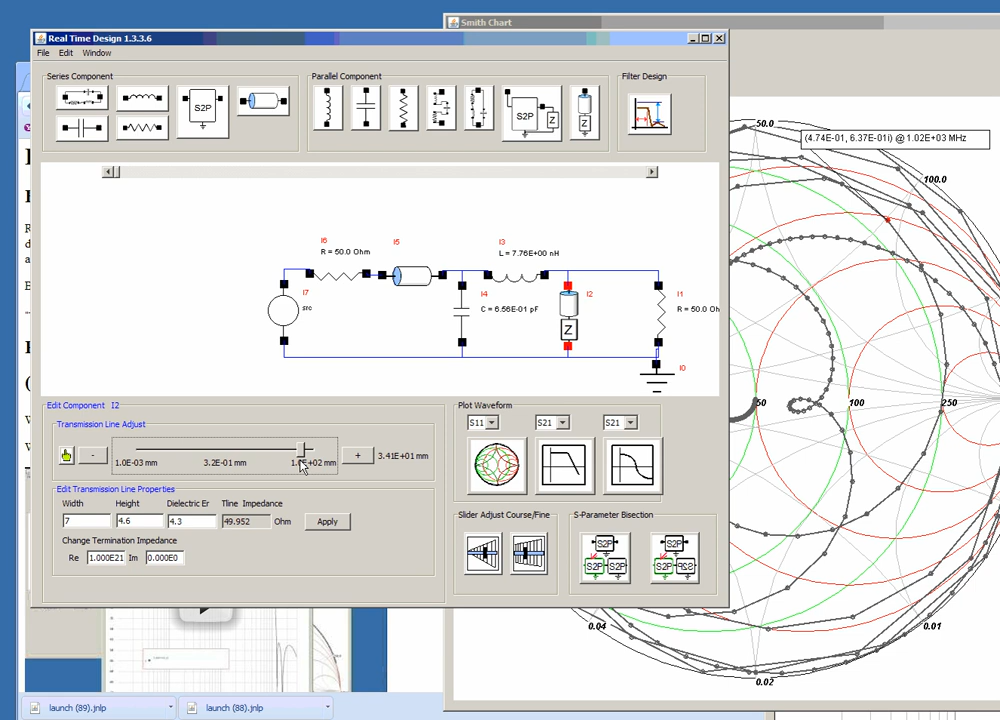 Smith Chart
Real Time Design 1.3.3.6
File Edit Window
Series Component
Parallel Component
Filter Design
S2P
S2P
Z
Z
50.0
(4.74E-01, 6.37E-01i) @ 1.02E+03 MHz
100.0
I6
R = 50.0 Ohm
I5
I3
L = 7.76E+00 nH
I7
src
I4
C = 6.56E-01 pF
I2
Z
I1
R = 50.0 Oh
I0
50
100
250
Edit Component I2
Transmission Line Adjust
-
+
3.41E+01 mm
1.0E-03 mm
3.2E-01 mm
Edit Transmission Line Properties
Width
Height
Dielectric Er
Tline Impedance
7
4.6
4.3
49.952
Ohm
Apply
Change Termination Impedance
Re
1.000E21
Im
0.000E0
Plot Waveform
S11
S21
S21
Slider Adjust Course/Fine
S-Parameter Bisection
S2P
S2P
S2P
S2P
S2P
0.04
0.01
0.02
launch (89).jnlp
launch (88).jnlp